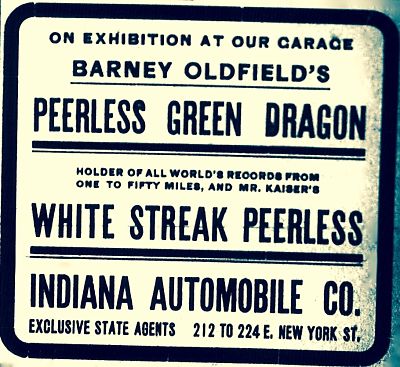 ON EXHIBITION AT OUR GARAGE
BARNEY OLDFIELD'S
PEERLESS GREEN DRAGON
HOLDER OF ALL WORLD'S RECORDS FROM
ONE TO FIFTY MILES, AND MR. KAISER'S
WHITE STREAK PEERLESS
INDIANA AUTOMOBILE CO.
EXCLUSIVE STATE AGENTS 212 TO 224 E. NEW YORK ST.